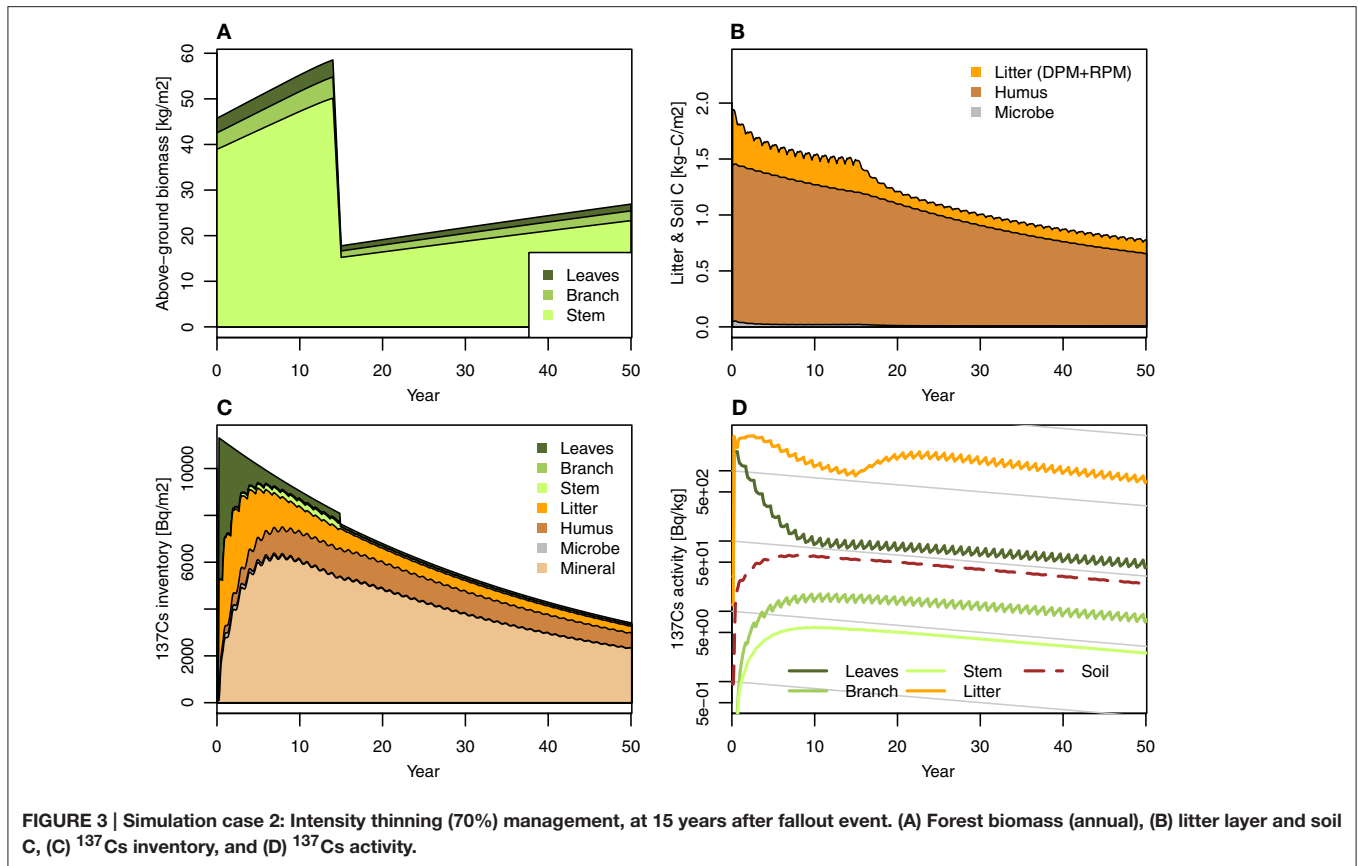 A
Above-ground biomass [kg/m2]
60
50
40
30
20
10
0
Leaves
Branch
Stem
0 10 20 30 40 50
Year
B
Litter & Soil C [kg-C/m2]
2.0
1.5
1.0
0.5
0.0
Litter (DPM+RPM)
Humus
Microbe
0 10 20 30 40 50
Year
C
137Cs inventory [Bq/m2]
10000
6000
2000
0
Leaves
Branch
Stem
Litter
Humus
Microbe
Mineral
0 10 20 30 40 50
Year
D
137Cs activity [Bq/kg]
5e+02
5e+01
5e+00
5e-01
Leaves Stem Soil
Branch Litter
0 10 20 30 40 50
Year
FIGURE 3 | Simulation case 2: Intensity thinning (70%) management, at 15 years after fallout event. (A) Forest biomass (annual), (B) litter layer and soil
C, (C) ¹³⁷Cs inventory, and (D) ¹³⁷Cs activity.